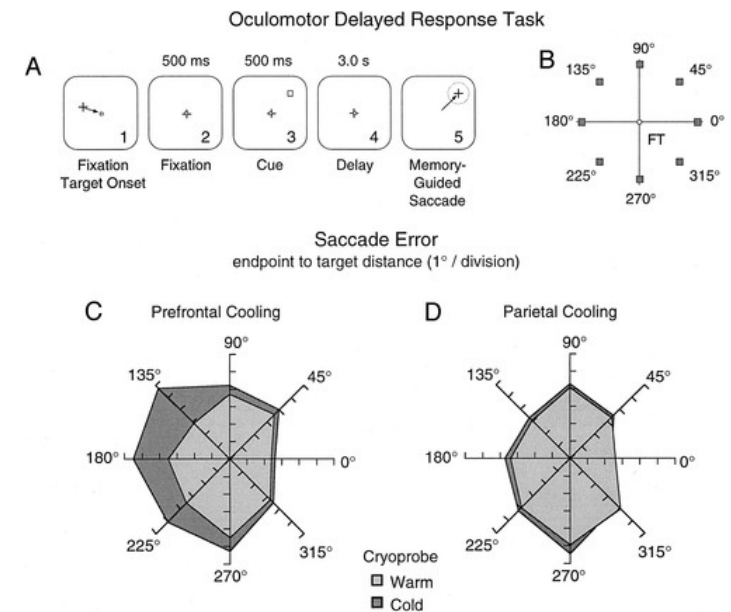 Oculomotor Delayed Response Task
A
500 ms
500 ms
3.0 s
1
2
3
4
5
Fixation
Target Onset
Fixation
Cue
Delay
Memory-
Guided
Saccade
B
90°
135°
45°
180°
0°
FT
225°
315°
270°
Saccade Error
endpoint to target distance (1° / division)
C
Prefrontal Cooling
90°
135°
45°
180°
0°
225°
315°
270°
D
Parietal Cooling
90°
135°
45°
180°
0°
225°
315°
270°
Cryoprobe
Warm
Cold